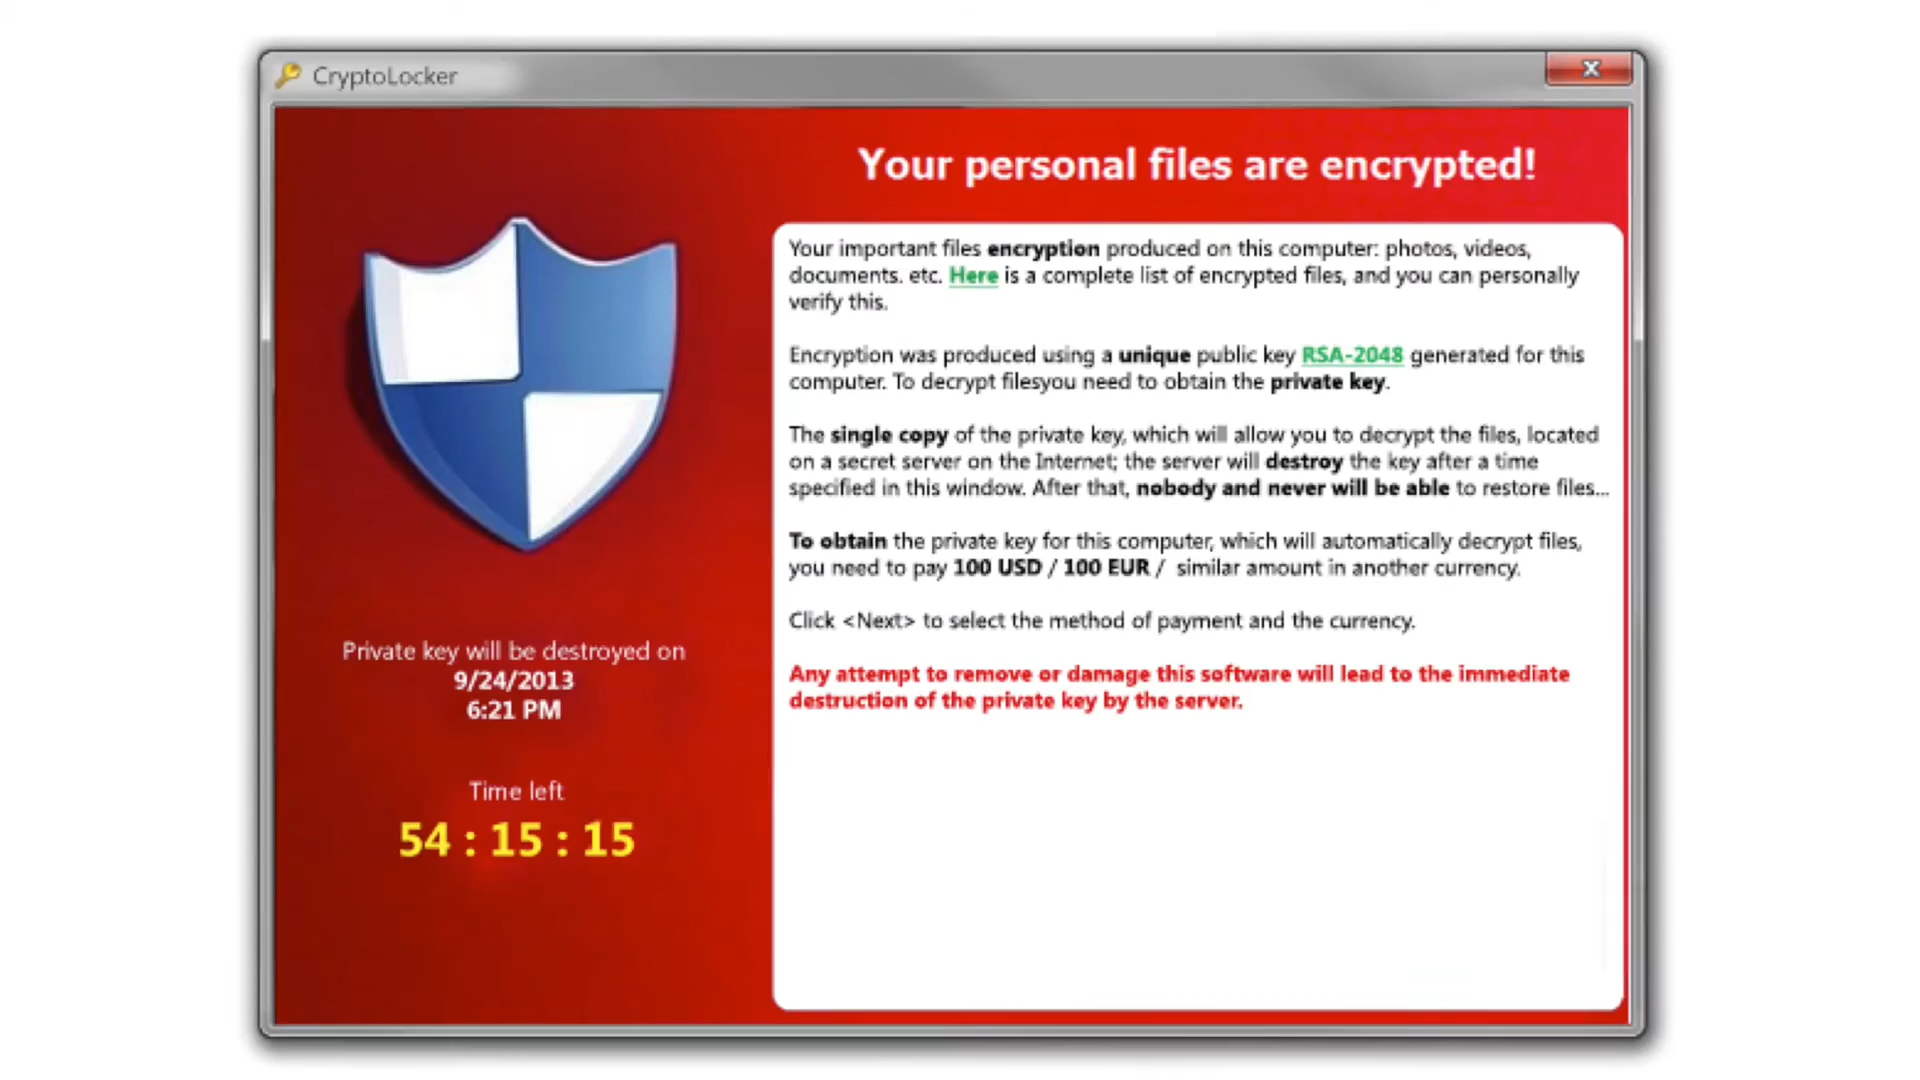 CryptoLocker
Your personal files are encrypted!
Your important files encryption produced on this computer: photos, videos,
documents. etc. Here is a complete list of encrypted files, and you can personally
verify this.
Encryption was produced using a unique public key RSA-2048 generated for this
computer. To decrypt filesyou need to obtain the private key.
The single copy of the private key, which will allow you to decrypt the files, located
on a secret server on the Internet; the server will destroy the key after a time
specified in this window. After that, nobody and never will be able to restore files...
To obtain the private key for this computer, which will automatically decrypt files,
you need to pay 100 USD / 100 EUR / similar amount in another currency.
Click <Next> to select the method of payment and the currency.
Any attempt to remove or damage this software will lead to the immediate
destruction of the private key by the server.
Private key will be destroyed on
9/24/2013
6:21 PM
Time left
54 : 15 : 15